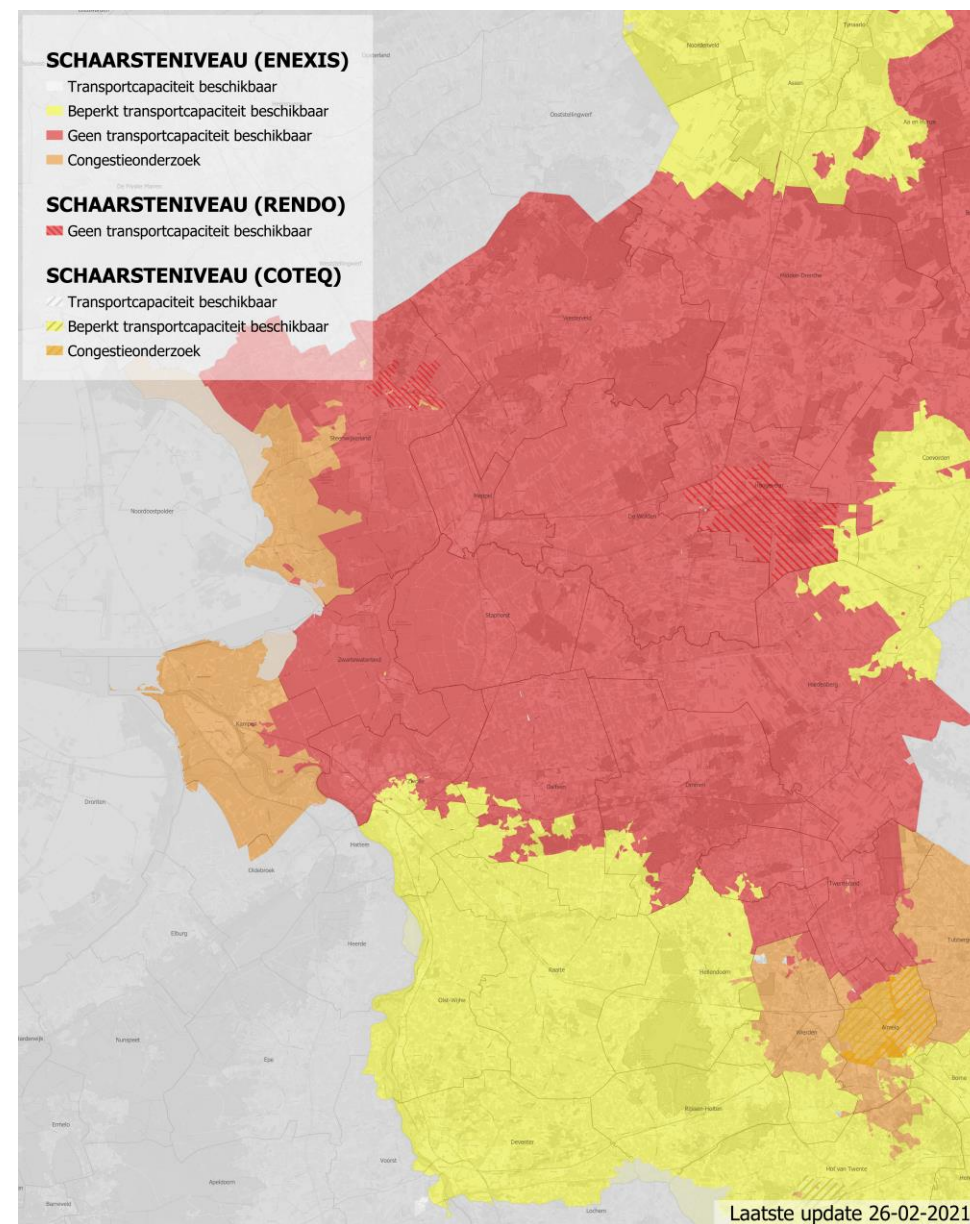 SCHAARSTENIVEAU (ENEXIS)
Transportcapaciteit beschikbaar
Beperkt transportcapaciteit beschikbaar
Geen transportcapaciteit beschikbaar
Congestieonderzoek
SCHAARSTENIVEAU (RENDO)
Geen transportcapaciteit beschikbaar
SCHAARSTENIVEAU (COTEQ)
Transportcapaciteit beschikbaar
Beperkt transportcapaciteit beschikbaar
Congestieonderzoek
Tynaarlo
Noordenveld
Assen
Ooststellingwerf
Midden-Drenthe
Westerveld
Steenwijkerland
Coevorden
Hoogeveen
Meppel
Noordoostpolder
De Wolden
Staphorst
Zwartewaterland
Hardenberg
Kampen
Zwolle
Dalfsen
Ommen
Dronten
Hattem
Oldebroek
Twenterand
Elburg
Heerde
Tubbergen
Raalte
Hellendoorn
Olst-Wijhe
Almelo
Wierden
Nunspeet
Epe
Borne
Rijssen-Holten
Ermelo
Deventer
Voorst
Hof van Twente
Apeldoorn
Barneveld
Lochem
Laatste update 26-02-2021